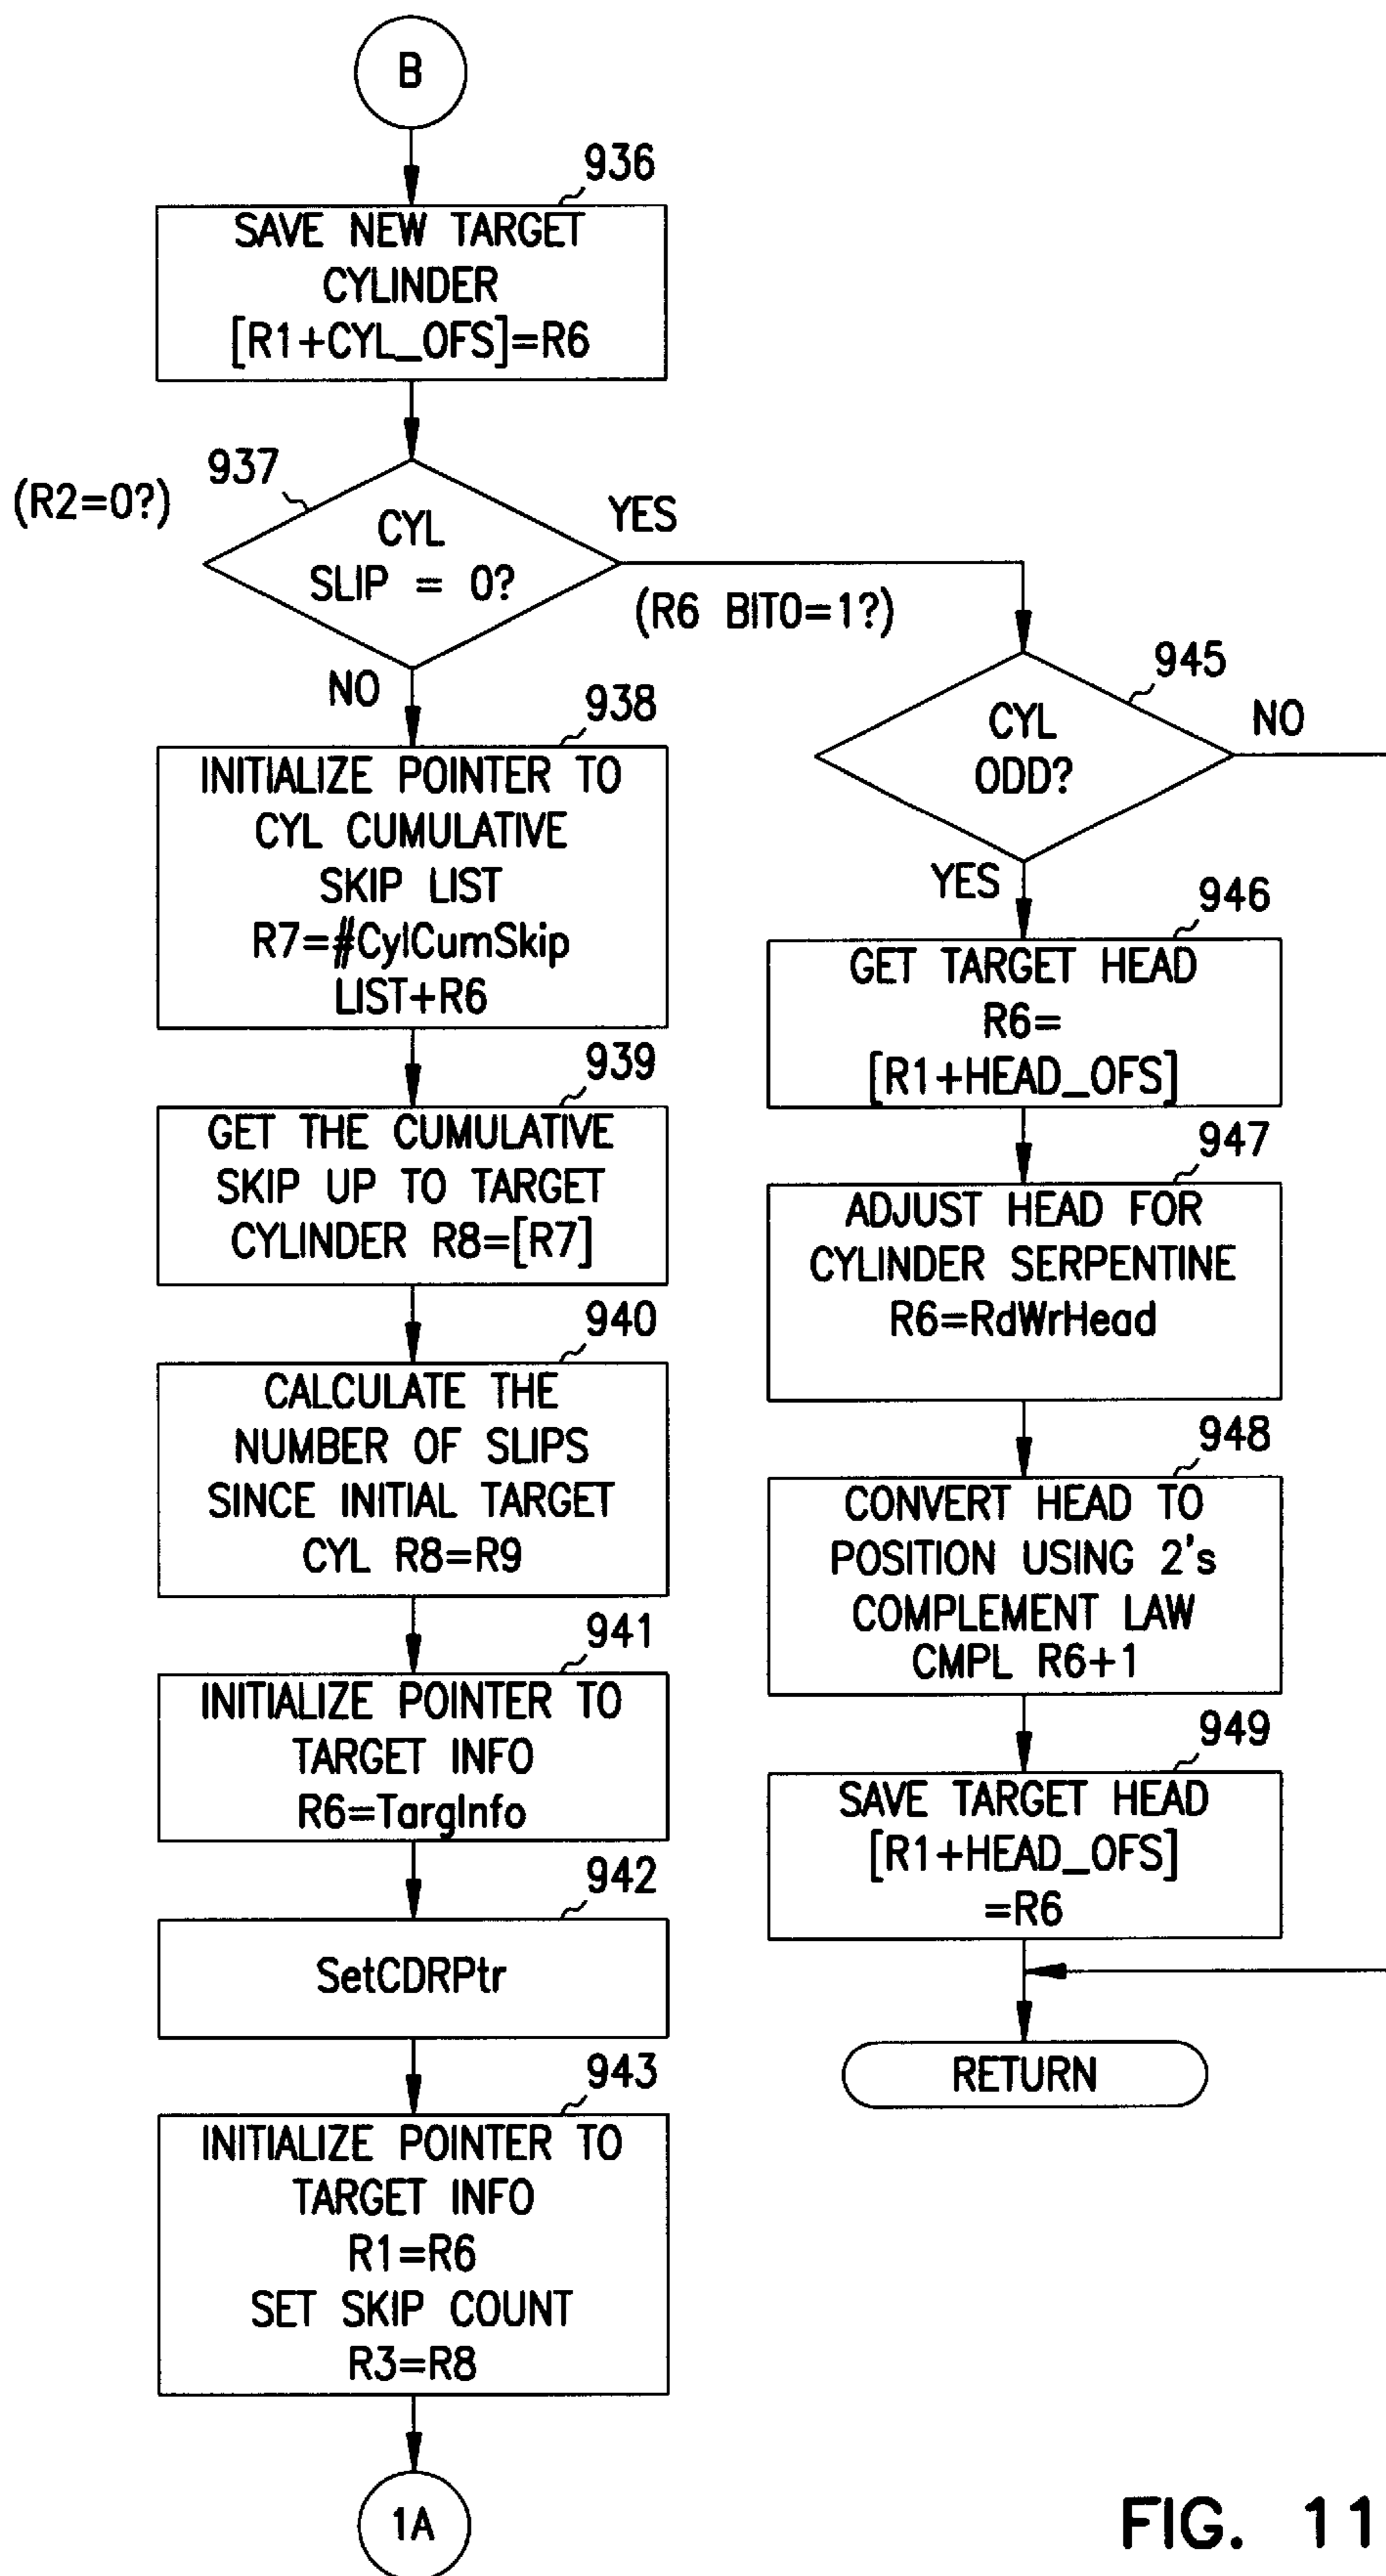 B
936
SAVE NEW TARGET
CYLINDER
[R1+CYL_OFS]=R6
937
(R2=0?)
CYL
SLIP = 0?
YES
(R6 BIT0=1?)
NO
938
INITIALIZE POINTER TO
CYL CUMULATIVE
SKIP LIST
R7=#CylCumSkip
LIST+R6
939
GET THE CUMULATIVE
SKIP UP TO TARGET
CYLINDER R8=[R7]
940
CALCULATE THE
NUMBER OF SLIPS
SINCE INITIAL TARGET
CYL R8=R9
941
INITIALIZE POINTER TO
TARGET INFO
R6=TargInfo
942
SetCDRPtr
943
INITIALIZE POINTER TO
TARGET INFO
R1=R6
SET SKIP COUNT
R3=R8
1A
945
CYL
ODD?
NO
YES
946
GET TARGET HEAD
R6=
[R1+HEAD_OFS]
947
ADJUST HEAD FOR
CYLINDER SERPENTINE
R6=RdWrHead
948
CONVERT HEAD TO
POSITION USING 2's
COMPLEMENT LAW
CMPL R6+1
949
SAVE TARGET HEAD
[R1+HEAD_OFS]
=R6
RETURN
FIG. 11